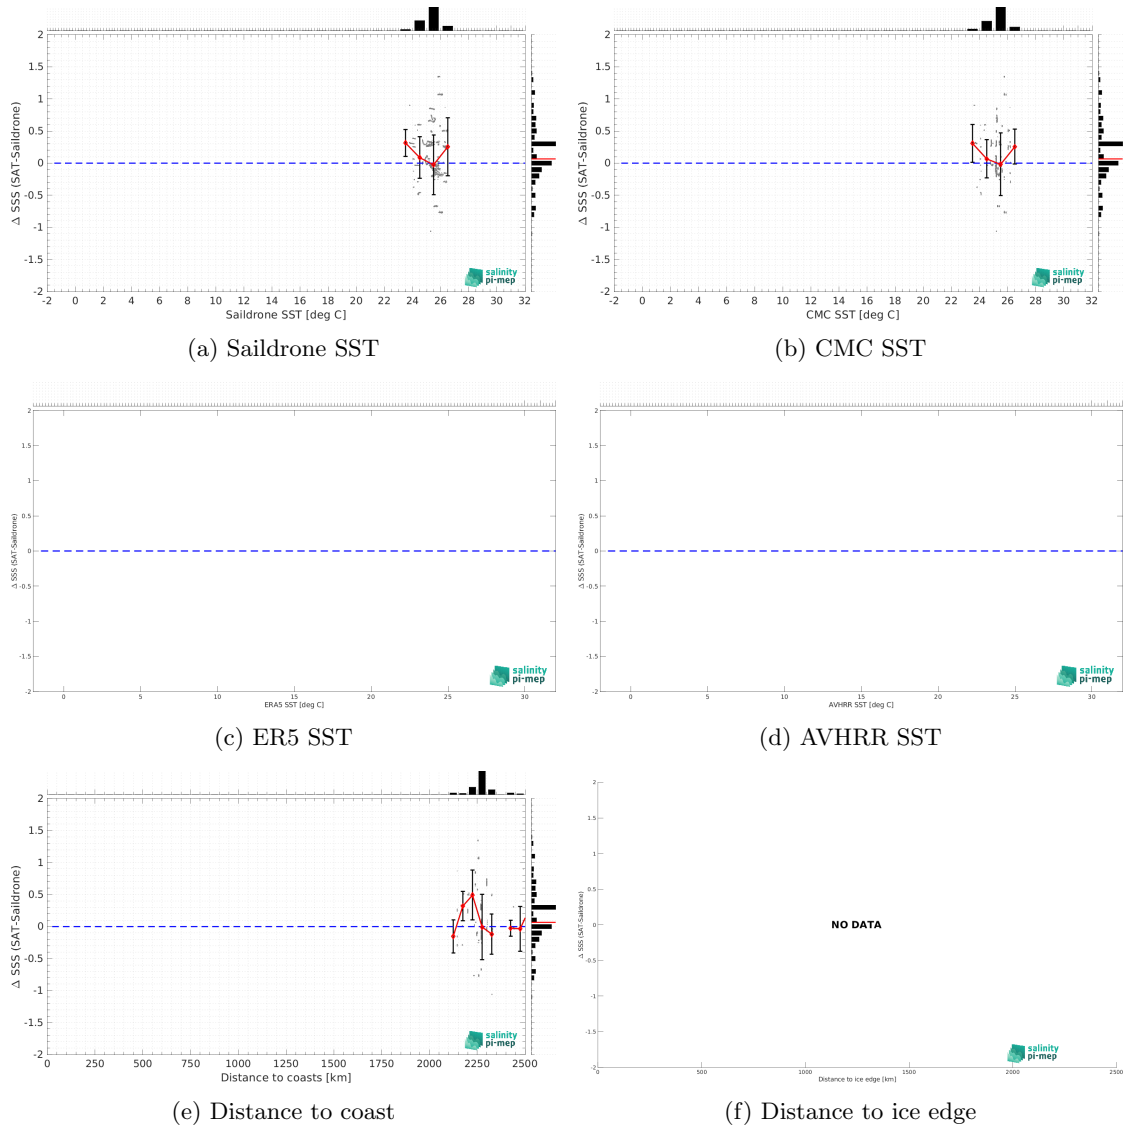 2
1.5
1
0.5
0
-0.5
-1
-1.5
-2
Δ SSS (SAT-Saildrone)
-2 0 2 4 6 8 10 12 14 16 18 20 22 24 26 28 30 32
Saildrone SST [deg C]
salinity
pi-mep
(a) Saildrone SST
2
1.5
1
0.5
0
-0.5
-1
-1.5
-2
Δ SSS (SAT-Saildrone)
-2 0 2 4 6 8 10 12 14 16 18 20 22 24 26 28 30 32
CMC SST [deg C]
salinity
pi-mep
(b) CMC SST
2
1.5
1
0.5
0
-0.5
-1
-1.5
-2
Δ SSS (SAT-Saildrone)
0 5 10 15 20 25 30
ERA5 SST [deg C]
salinity
pi-mep
(c) ER5 SST
2
1.5
1
0.5
0
-0.5
-1
-1.5
-2
Δ SSS (SAT-Saildrone)
0 5 10 15 20 25 30
AVHRR SST [deg C]
salinity
pi-mep
(d) AVHRR SST
2
1.5
1
0.5
0
-0.5
-1
-1.5
-2
Δ SSS (SAT-Saildrone)
0 250 500 750 1000 1250 1500 1750 2000 2250 2500
Distance to coasts [km]
salinity
pi-mep
(e) Distance to coast
2
1.5
1
0.5
0
-0.5
-1
-1.5
-2
Δ SSS (SAT-Saildrone)
NO DATA
0 500 1000 1500 2000 2500
Distance to ice edge [km]
salinity
pi-mep
(f) Distance to ice edge